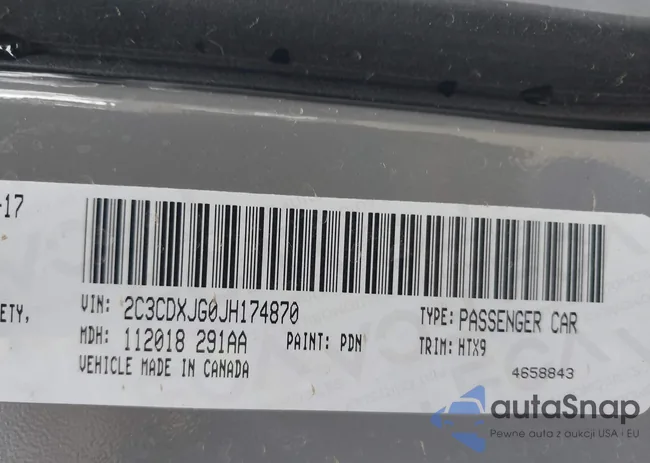 -17
ETY,
VIN: 2C3CDXJG0JH174870
TYPE: PASSENGER CAR
MDH: 112018 291AA PAINT: PDN TRIM: HTX9
VEHICLE MADE IN CANADA
4658843
autaSnap
Pewne auta z aukcji USA i EU